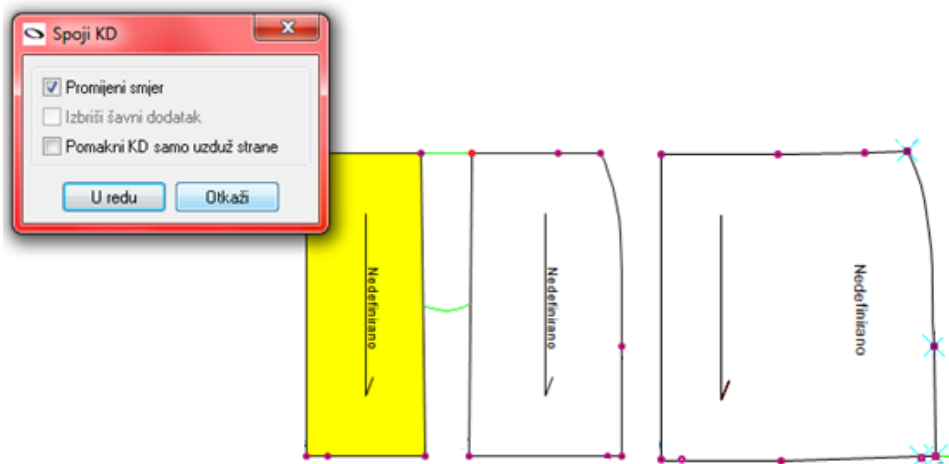 Spoji KD
Promijeni smjer
Izbriši šavni dodatak
Pomakni KD samo uzduž strane
U redu
Otkaži
Nedefinirano
Nedefinirano
Nedefinirano